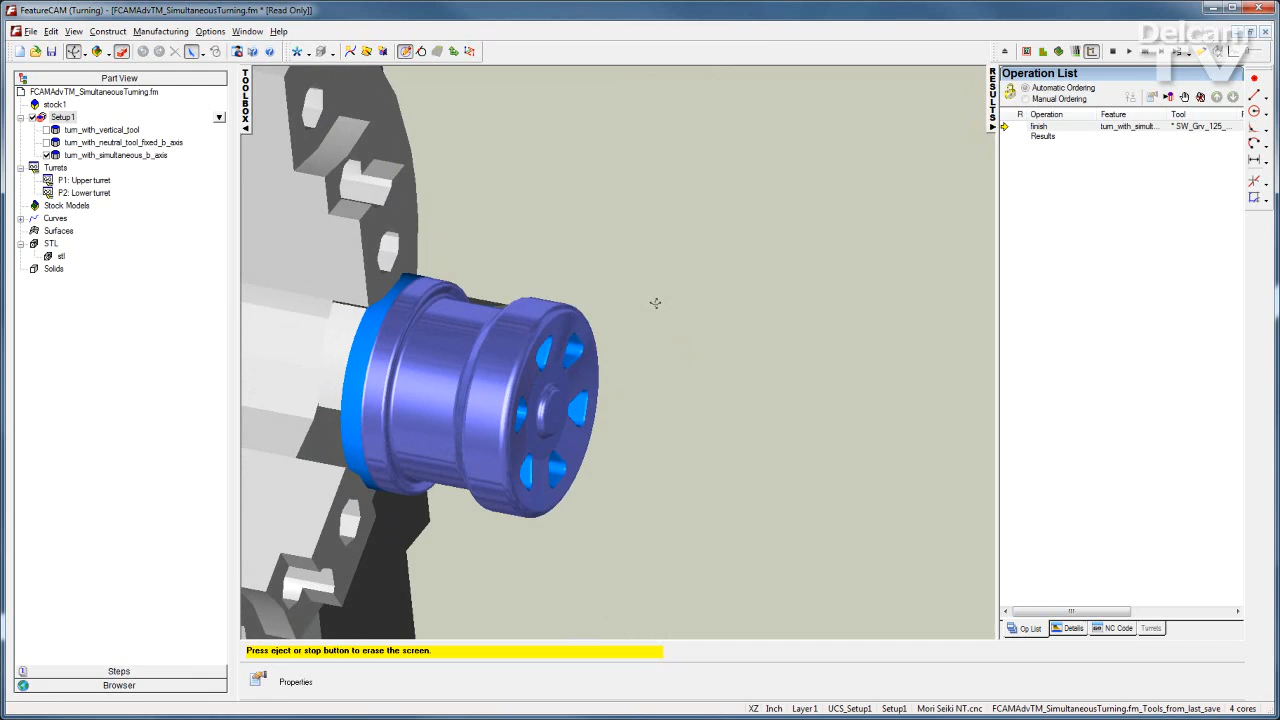 FeatureCAM (Turning) - [FCAMAdvTM_SimultaneousTurning.fm * [Read Only]]
File Edit View Construct Manufacturing Options Window Help
Delcam
TV
Part View
FCAMAdvTM_SimultaneousTurning.fm
stock1
Setup1
turn_with_vertical_tool
turn_with_neutral_tool_fixed_b_axis
turn_with_simultaneous_b_axis
Turrets
P1: Upper turret
P2: Lower turret
Stock Models
Curves
Surfaces
STL
stl
Solids
Steps
Browser
TOOLBOX
RESULTS
Operation List
Automatic Ordering
Manual Ordering
R Operation Feature Tool
finish turn_with_simult... * SW_Grv_125_...
Results
Op List Details NC Code Turrets
Press eject or stop button to erase the screen.
Properties
XZ Inch Layer1 UCS_Setup1 Setup1 Mori Seiki NT.cnc FCAMAdvTM_SimultaneousTurning.fm_Tools_from_last_save 4 cores